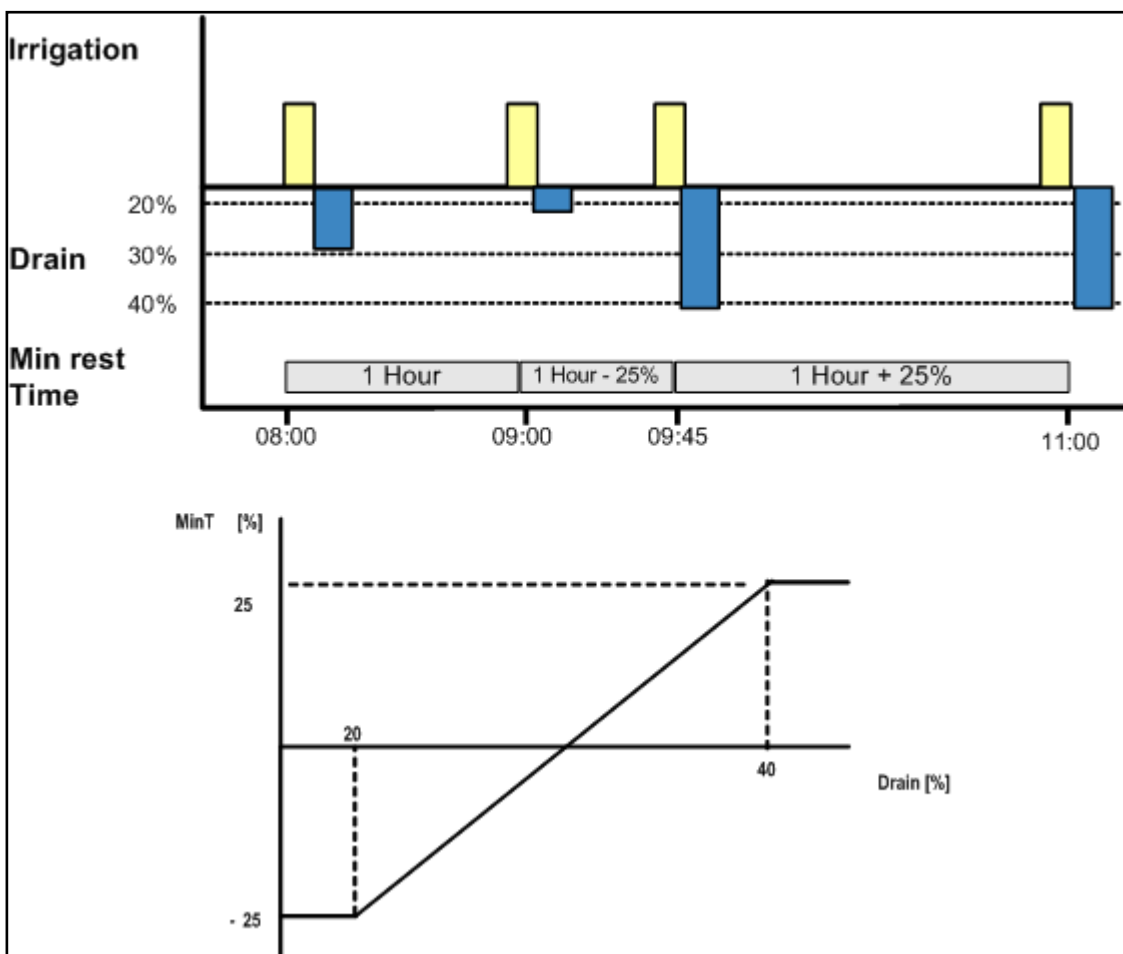 Irrigation
20%
Drain 30%
40%
Min rest
Time
1 Hour 1 Hour - 25% 1 Hour + 25%
08:00 09:00 09:45 11:00
MinT [%]
25
20
40
Drain [%]
- 25